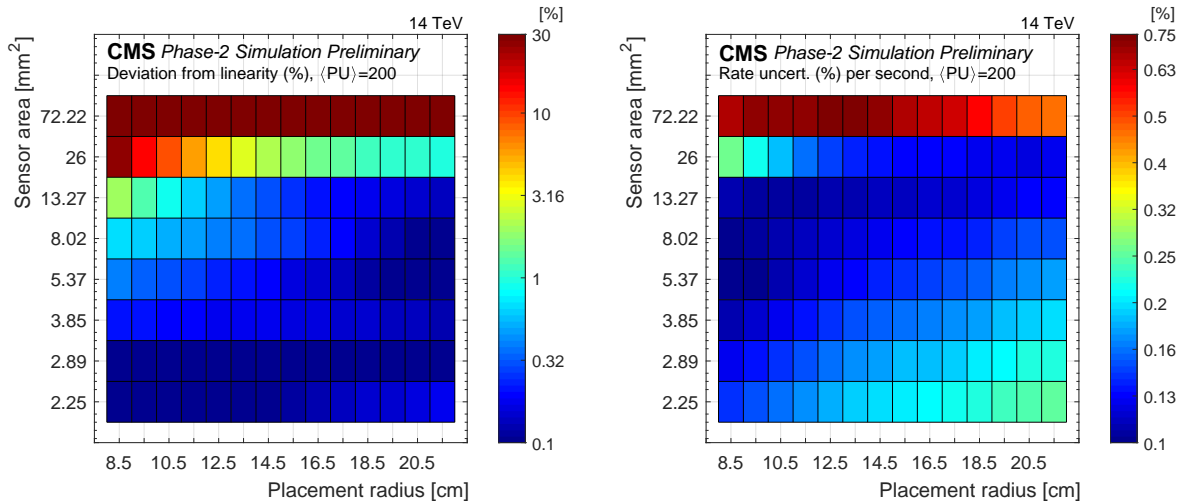 14 TeV
[%]
CMS Phase-2 Simulation Preliminary
Deviation from linearity (%), ⟨PU⟩=200
Sensor area [mm²]
72.22
26
13.27
8.02
5.37
3.85
2.89
2.25
8.5 10.5 12.5 14.5 16.5 18.5 20.5
Placement radius [cm]
30
10
3.16
1
0.32
0.1
14 TeV
[%]
CMS Phase-2 Simulation Preliminary
Rate uncert. (%) per second, ⟨PU⟩=200
Sensor area [mm²]
72.22
26
13.27
8.02
5.37
3.85
2.89
2.25
8.5 10.5 12.5 14.5 16.5 18.5 20.5
Placement radius [cm]
0.75
0.63
0.5
0.4
0.32
0.25
0.2
0.16
0.13
0.1